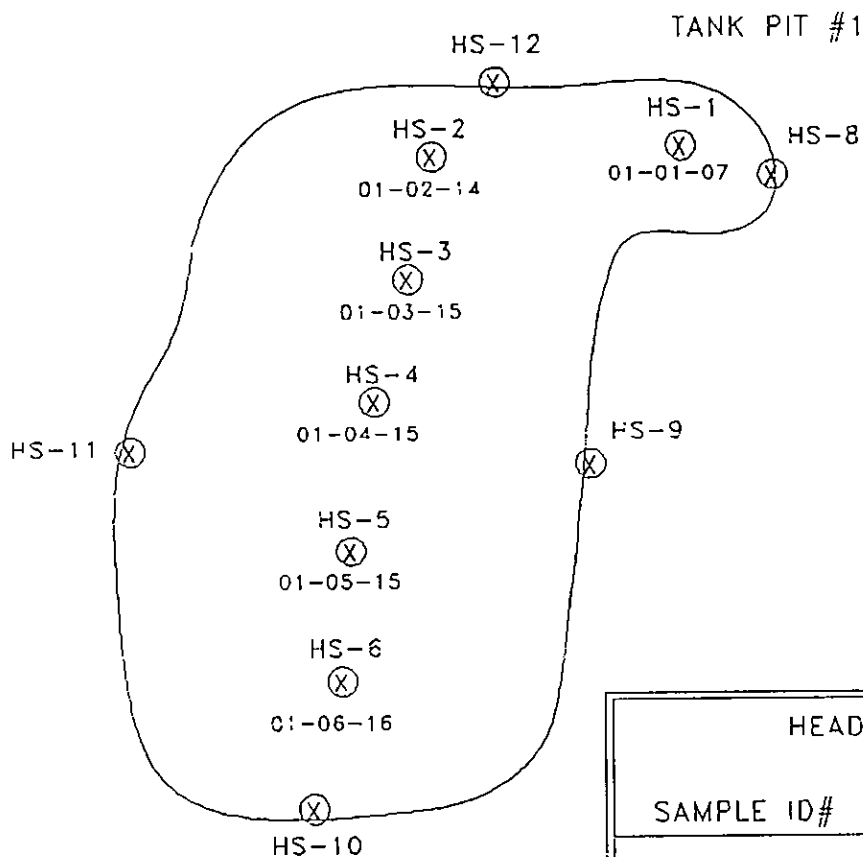 TANK PIT #1
HS-12
HS-1
HS-2
HS-8
01-01-07
01-02-14
HS-3
01-03-15
HS-4
01-04-15
HS-9
HS-11
HS-5
01-05-15
HS-6
01-06-16
HEAD
SAMPLE ID#
HS-10